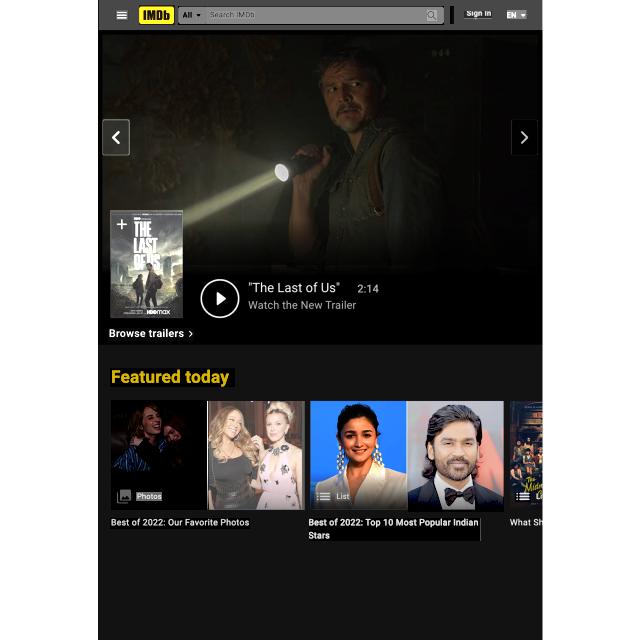 IMDb All Search IMDb Sign In EN
THE
LAST
OF US
HBOmax
"The Last of Us" 2:14
Watch the New Trailer
Browse trailers
Featured today
Photos
List
The
Best of 2022: Our Favorite Photos
Best of 2022: Top 10 Most Popular Indian
Stars
What Sh